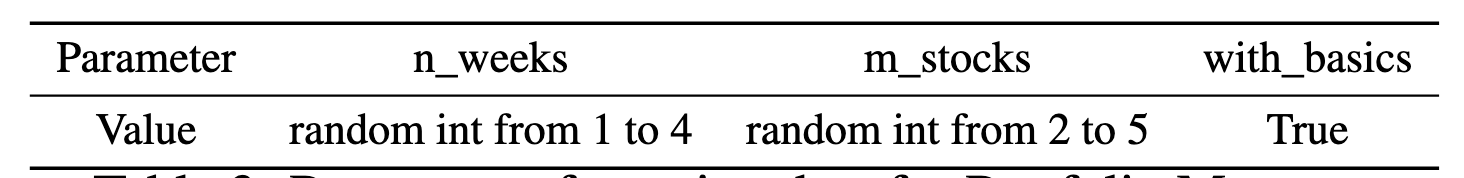 Parameter n_weeks m_stocks with_basics
Value random int from 1 to 4 random int from 2 to 5 True